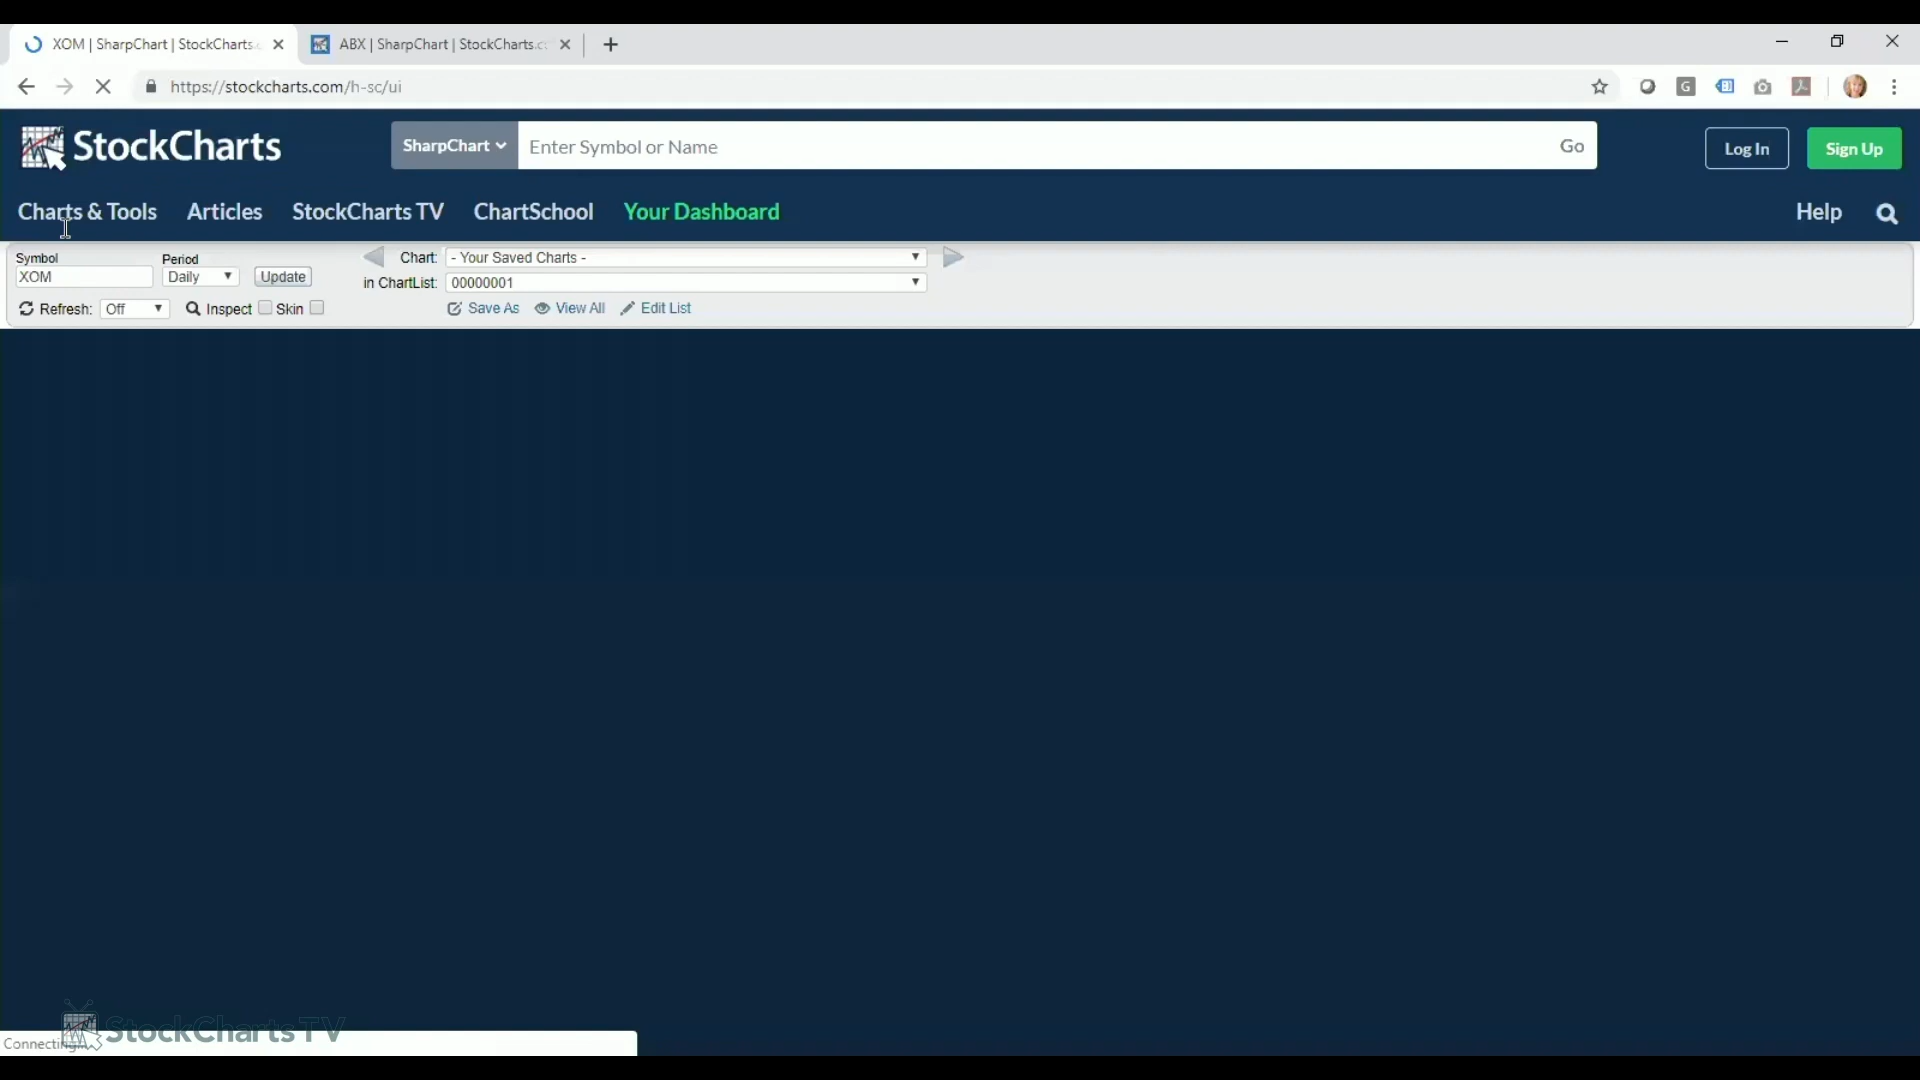 XOM | SharpChart | StockCharts.
ABX | SharpChart | StockCharts.c
https://stockcharts.com/h-sc/ui
G
StockCharts
SharpChart
Enter Symbol or Name
Go
Log In
Sign Up
Charts & Tools
Articles
StockCharts TV
ChartSchool
Your Dashboard
Help
Symbol
Period
Chart:
- Your Saved Charts -
XOM
Daily
Update
in ChartList:
00000001
Refresh:
Off
Inspect
Skin
Save As
View All
Edit List
StockCharts TV
Connecting...